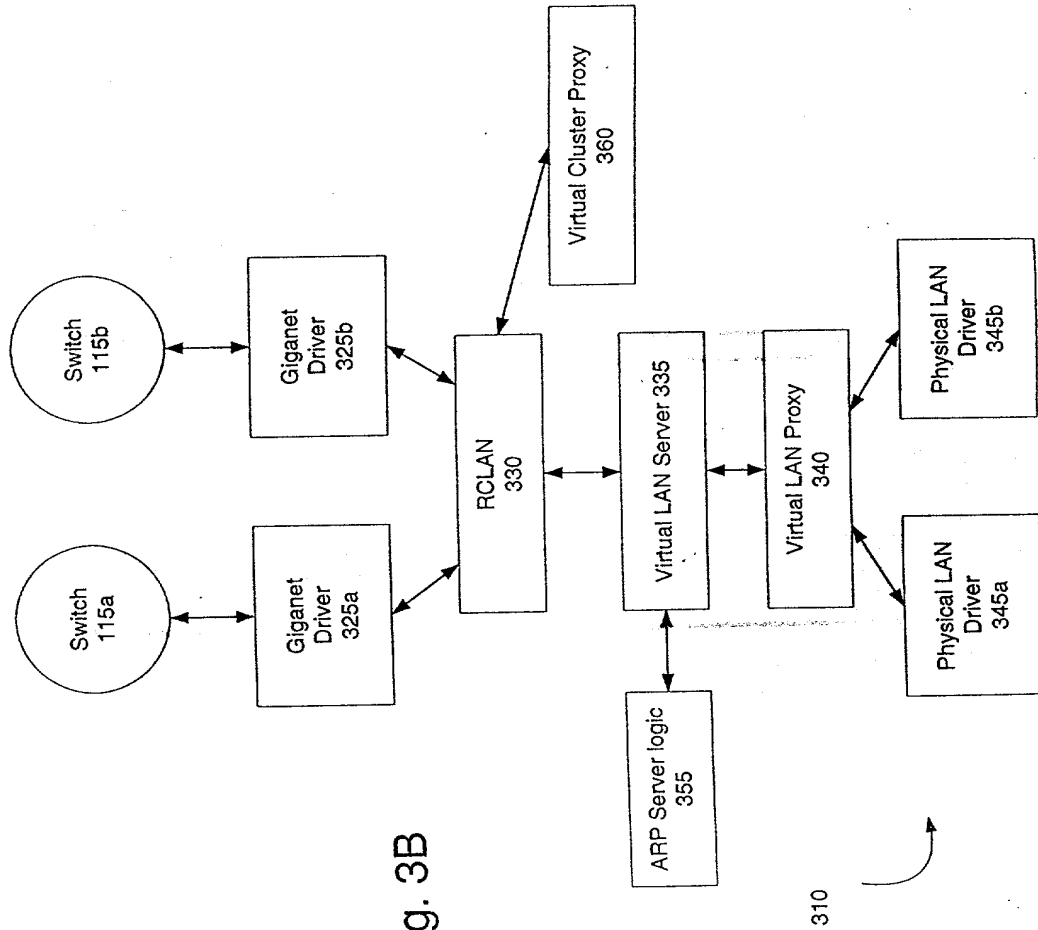 Switch
115a
Switch
115b
Giganet
Driver
325a
Giganet
Driver
325b
RCLAN
330
Virtual Cluster Proxy
360
ARP Server logic
355
Virtual LAN Server 335
Virtual LAN Proxy
340
Physical LAN
Driver
345a
Physical LAN
Driver
345b
g. 3B
310